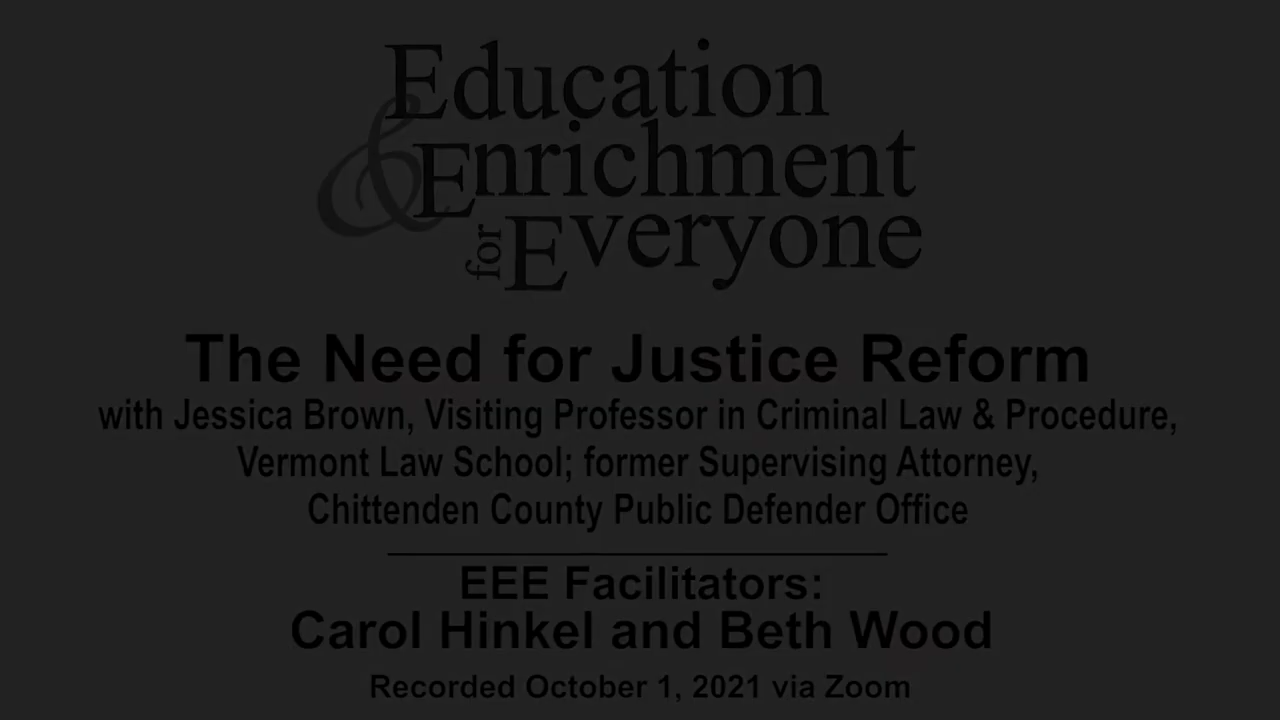 Education
& Enrichment
for Everyone
The Need for Justice Reform
with Jessica Brown, Visiting Professor in Criminal Law & Procedure,
Vermont Law School; former Supervising Attorney,
Chittenden County Public Defender Office
EEE Facilitators:
Carol Hinkel and Beth Wood
Recorded October 1, 2021 via Zoom